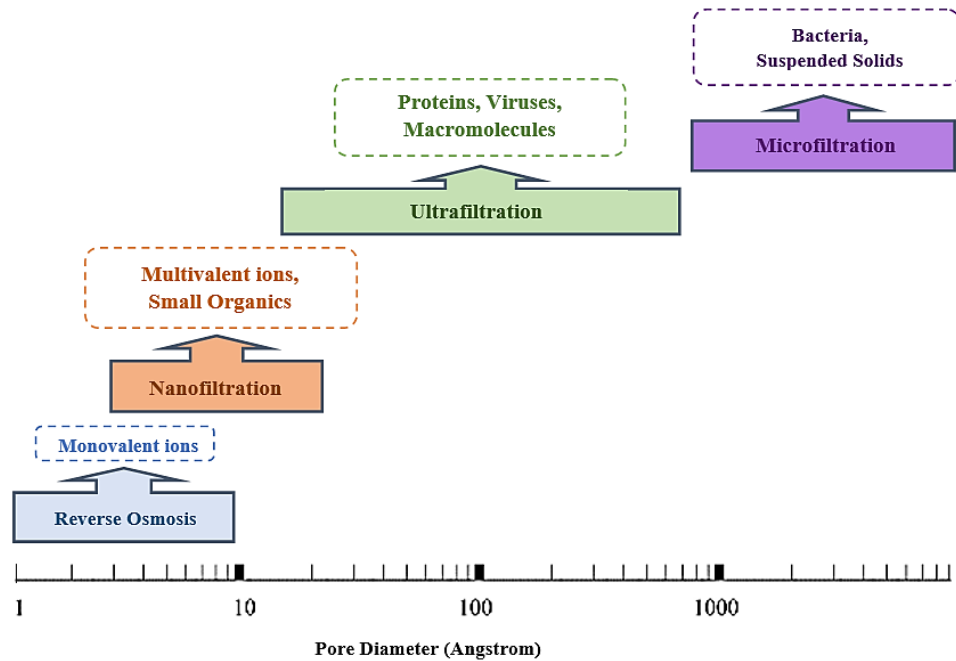 Bacteria,
Suspended Solids
Microfiltration
Proteins, Viruses,
Macromolecules
Ultrafiltration
Multivalent ions,
Small Organics
Nanofiltration
Monovalent ions
Reverse Osmosis
1 10 100 1000
Pore Diameter (Angstrom)